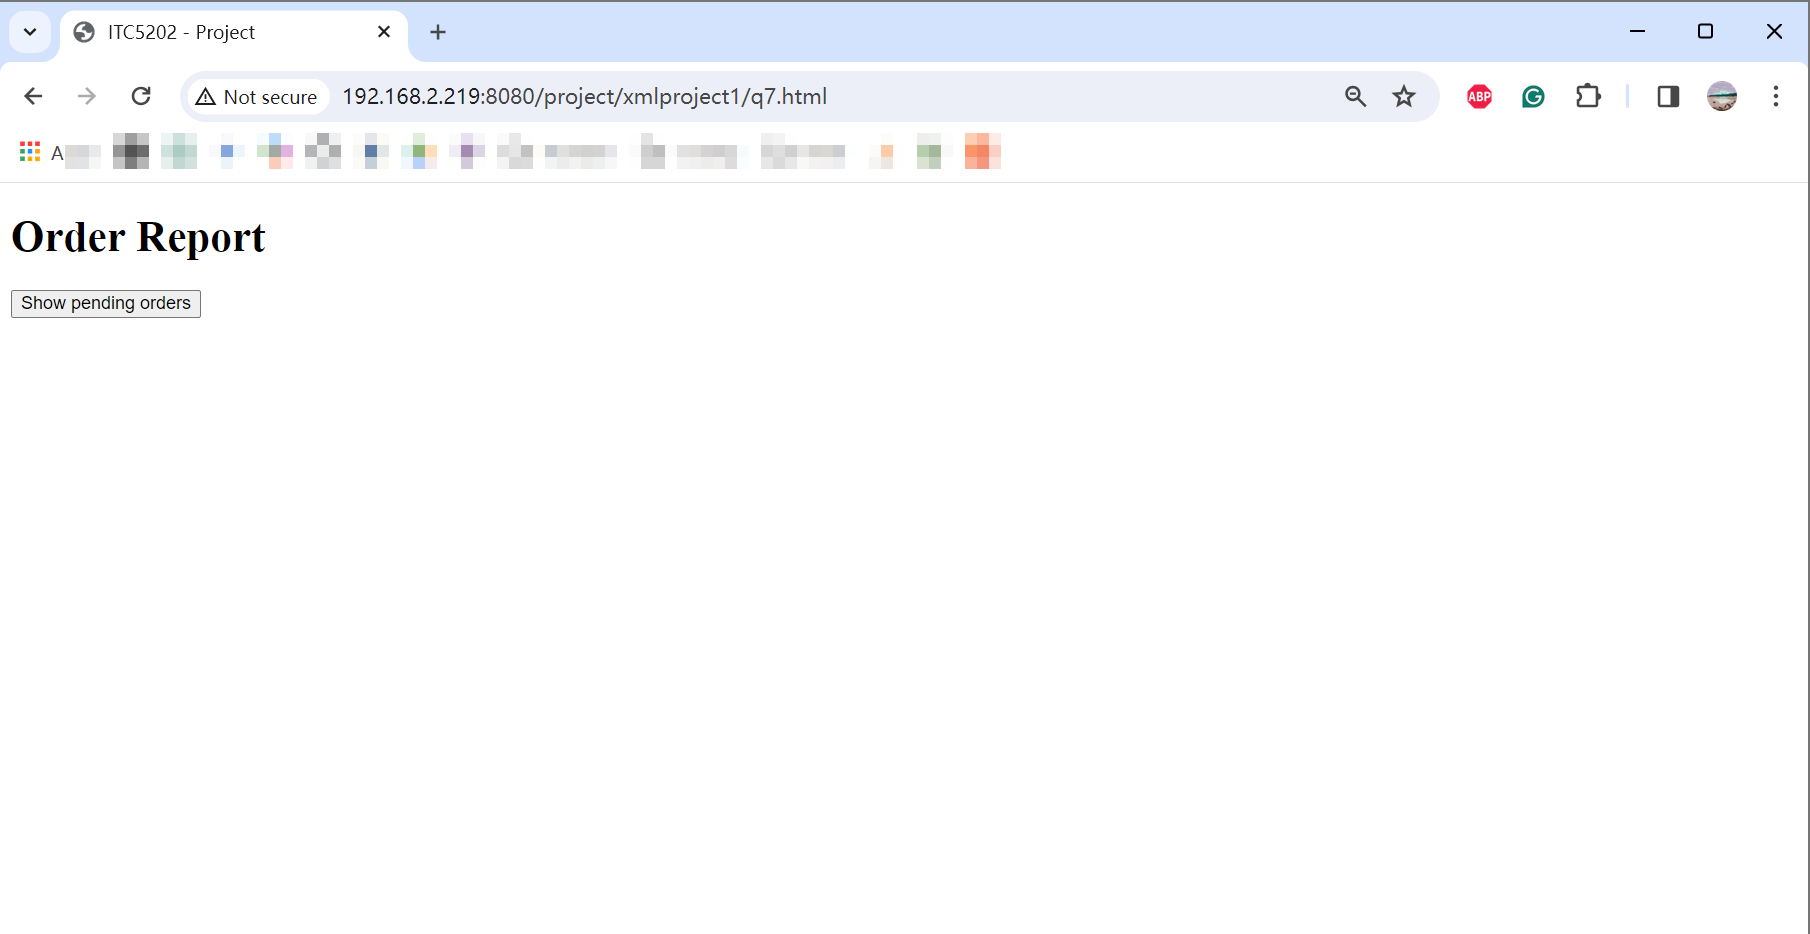 ITC5202 - Project
Not secure
192.168.2.219:8080/project/xmlproject1/q7.html
ABP
A
Order Report
Show pending orders